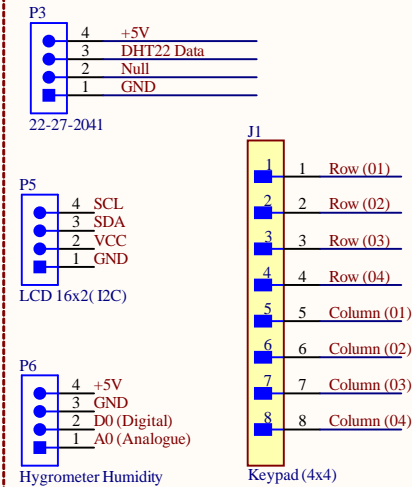 P3
4 +5V
3 DHT22 Data
2 Null
1 GND
22-27-2041
P5
4 SCL
3 SDA
2 VCC
1 GND
LCD 16x2( I2C)
P6
4 +5V
3 GND
2 D0 (Digital)
1 A0 (Analogue)
Hygrometer Humidity
J1
1 1 Row (01)
2 2 Row (02)
3 3 Row (03)
4 4 Row (04)
5 5 Column (01)
6 6 Column (02)
7 7 Column (03)
8 8 Column (04)
Keypad (4x4)